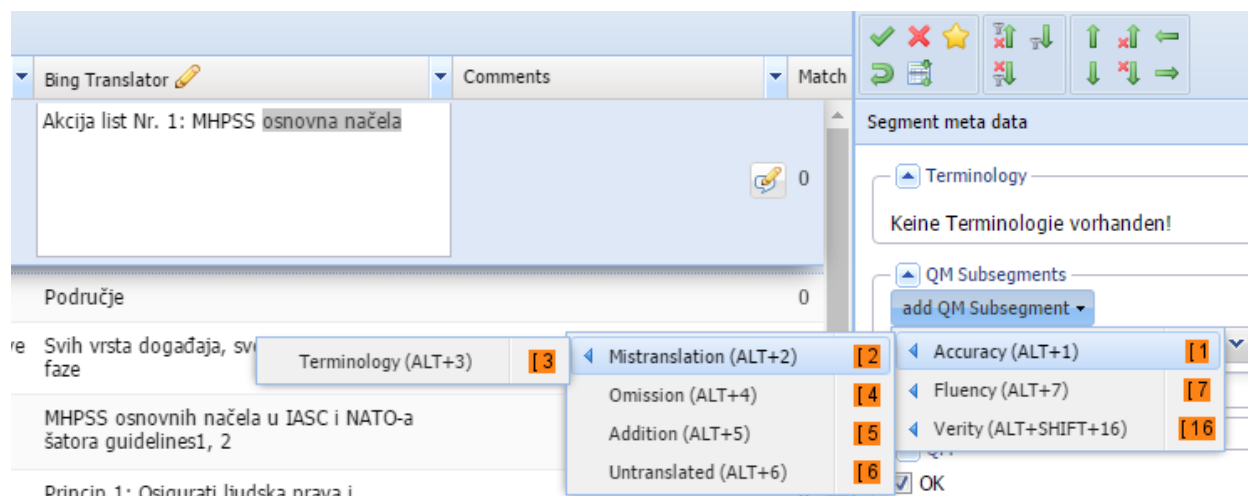 Bing Translator
Comments
Match
Akcija list Nr. 1: MHPSS osnovna načela
0
Segment meta data
Terminology
Keine Terminologie vorhanden!
QM Subsegments
add QM Subsegment
Područje
0
Svih vrsta događaja,
faze
Terminology (ALT+3) [ 3
Mistranslation (ALT+2) [ 2
Accuracy (ALT+1) [ 1
Omission (ALT+4) [ 4
Fluency (ALT+7) [ 7
MHPSS osnovnih načela u IASC i NATO-a
šatora guidelines1, 2
Addition (ALT+5) [ 5
Verity (ALT+SHIFT+16) [ 16
Untranslated (ALT+6) [ 6
OK
Princip 1: Osigurati ljudska prava i